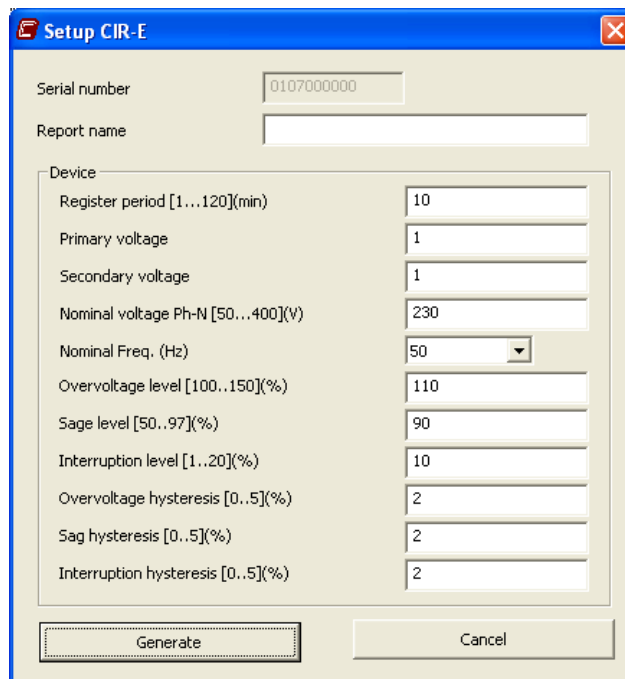 Setup CIR-E
Serial number 0107000000
Report name
Device
Register period [1...120](min) 10
Primary voltage 1
Secondary voltage 1
Nominal voltage Ph-N [50...400](V) 230
Nominal Freq. (Hz) 50
Overvoltage level [100..150](%) 110
Sage level [50..97](%) 90
Interruption level [1..20](%) 10
Overvoltage hysteresis [0..5](%) 2
Sag hysteresis [0..5](%) 2
Interruption hysteresis [0..5](%) 2
Generate Cancel